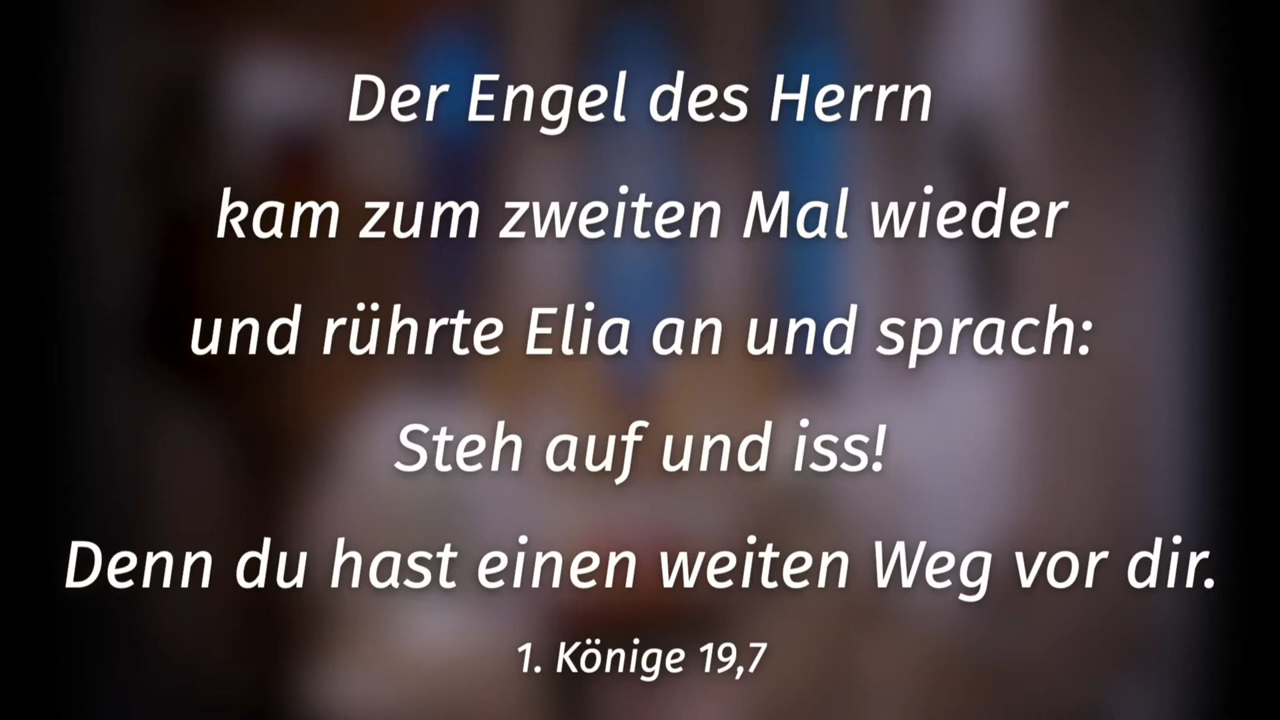 Der Engel des Herrn
kam zum zweiten Mal wieder
und rührte Elia an und sprach:
Steh auf und iss!
Denn du hast einen weiten Weg vor dir.
1. Könige 19,7